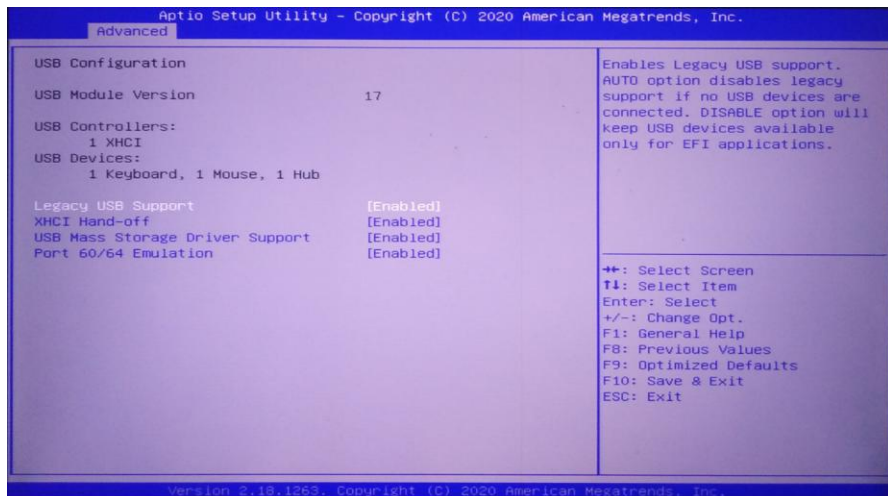 Aptio Setup Utility - Copyright (C) 2020 American Megatrends, Inc.
Advanced
USB Configuration
USB Module Version 17
USB Controllers:
1 XHCI
USB Devices:
1 Keyboard, 1 Mouse, 1 Hub
Legacy USB Support [Enabled]
XHCI Hand-off [Enabled]
USB Mass Storage Driver Support [Enabled]
Port 60/64 Emulation [Enabled]
Enables Legacy USB support.
AUTO option disables legacy
support if no USB devices are
connected. DISABLE option will
keep USB devices available
only for EFI applications.
→←: Select Screen
↑↓: Select Item
Enter: Select
+/-: Change Opt.
F1: General Help
F8: Previous Values
F9: Optimized Defaults
F10: Save & Exit
ESC: Exit
Version 2.18.1263. Copyright (C) 2020 American Megatrends, Inc.